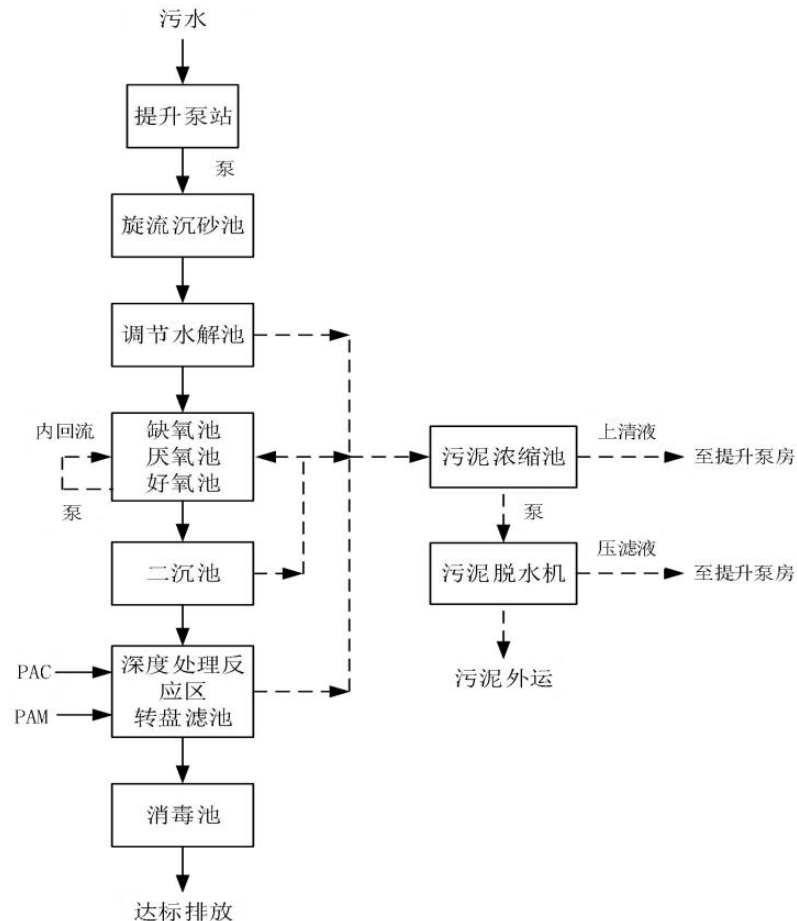 污水
提升泵站
泵
旋流沉砂池
调节水解池
内回流
泵
缺氧池
厌氧池
好氧池
污泥浓缩池
上清液
至提升泵房
泵
二沉池
污泥脱水机
压滤液
至提升泵房
污泥外运
PAC
PAM
深度处理反
应区
转盘滤池
消毒池
达标排放